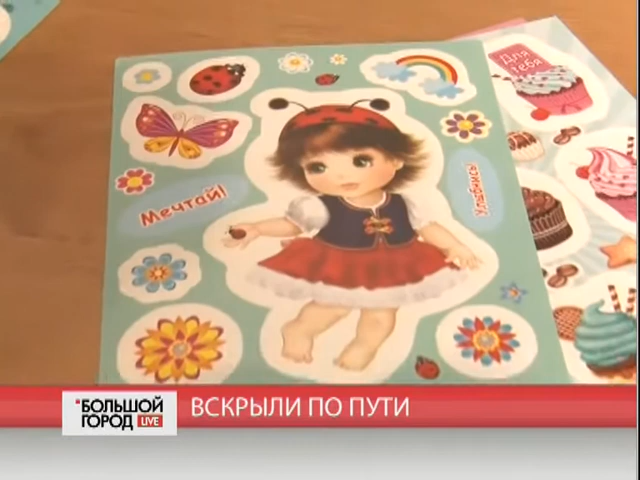 Для
тебя
Мечтай!
Улыбнись!
БОЛЬШОЙ
ГОРОД LIVE
ВСКРЫЛИ ПО ПУТИ